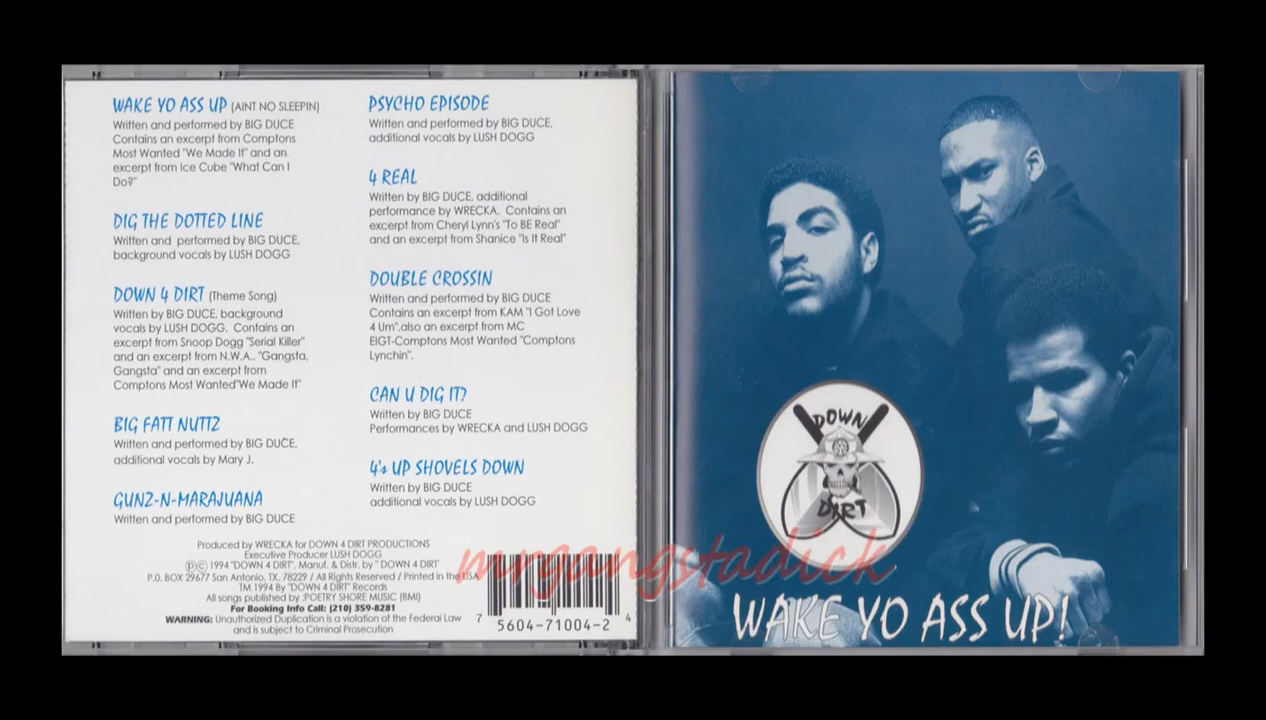 WAKE YO ASS UP (AINT NO SLEEPIN)
Written and performed by BIG DUCE
Contains an excerpt from Comptons
Most Wanted "We Made It" and an
excerpt from Ice Cube "What Can I
Do?"
DIG THE DOTTED LINE
Written and performed by BIG DUCE,
background vocals by LUSH DOGG
DOWN 4 DIRT (Theme Song)
Written by BIG DUCE, background
vocals by LUSH DOGG. Contains an
excerpt from Snoop Dogg "Serial Killer"
and an excerpt from N.W.A.. "Gangsta,
Gangsta" and an excerpt from
Comptons Most Wanted"We Made It"
BIG FATT NUTTZ
Written and performed by BIG DUCE,
additional vocals by Mary J.
GUNZ-N-MARAJUANA
Written and performed by BIG DUCE
PSYCHO EPISODE
Written and performed by BIG DUCE,
additional vocals by LUSH DOGG
4 REAL
Written by BIG DUCE, additional
performance by WRECKA. Contains an
excerpt from Cheryl Lynn's "To BE Real"
and an excerpt from Shanice "Is It Real"
DOUBLE CROSSIN
Written and performed by BIG DUCE
Contains an excerpt from KAM "I Got Love
4 Um".also an excerpt from MC
EIGT-Comptons Most Wanted "Comptons
Lynchin".
CAN U DIG IT?
Written by BIG DUCE
Performances by WRECKA and LUSH DOGG
4's UP SHOVELS DOWN
Written by BIG DUCE
additional vocals by LUSH DOGG
Produced by WRECKA for DOWN 4 DIRT PRODUCTIONS
Executive Producer LUSH DOGG
℗© 1994 "DOWN 4 DIRT". Manuf. & Distr. by " DOWN 4 DIRT"
P.O. BOX 29677 San Antonio, TX. 78229 / All Rights Reserved / Printed in the USA
TM 1994 By "DOWN 4 DIRT" Records
All songs published by :POETRY SHORE MUSIC (BMI)
For Booking Info Call: (210) 359-8281
WARNING: Unauthorized Duplication is a violation of the Federal Law
and is subject to Criminal Prosecution
7 5604-71004-2 4
mrgangstadick
DOWN
4
DIRT
WAKE YO ASS UP!